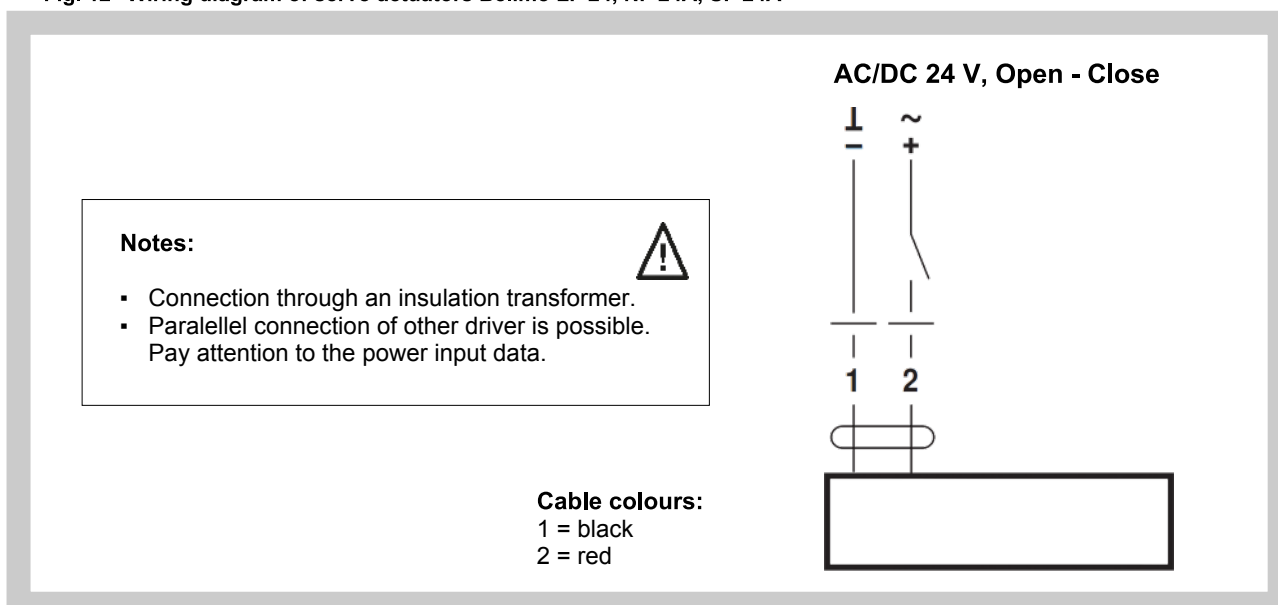 AC/DC 24 V, Open - Close
⊥ ~
– +
Notes:
▪ Connection through an insulation transformer.
▪ Paralellel connection of other driver is possible.
Pay attention to the power input data.
1 2
Cable colours:
1 = black
2 = red